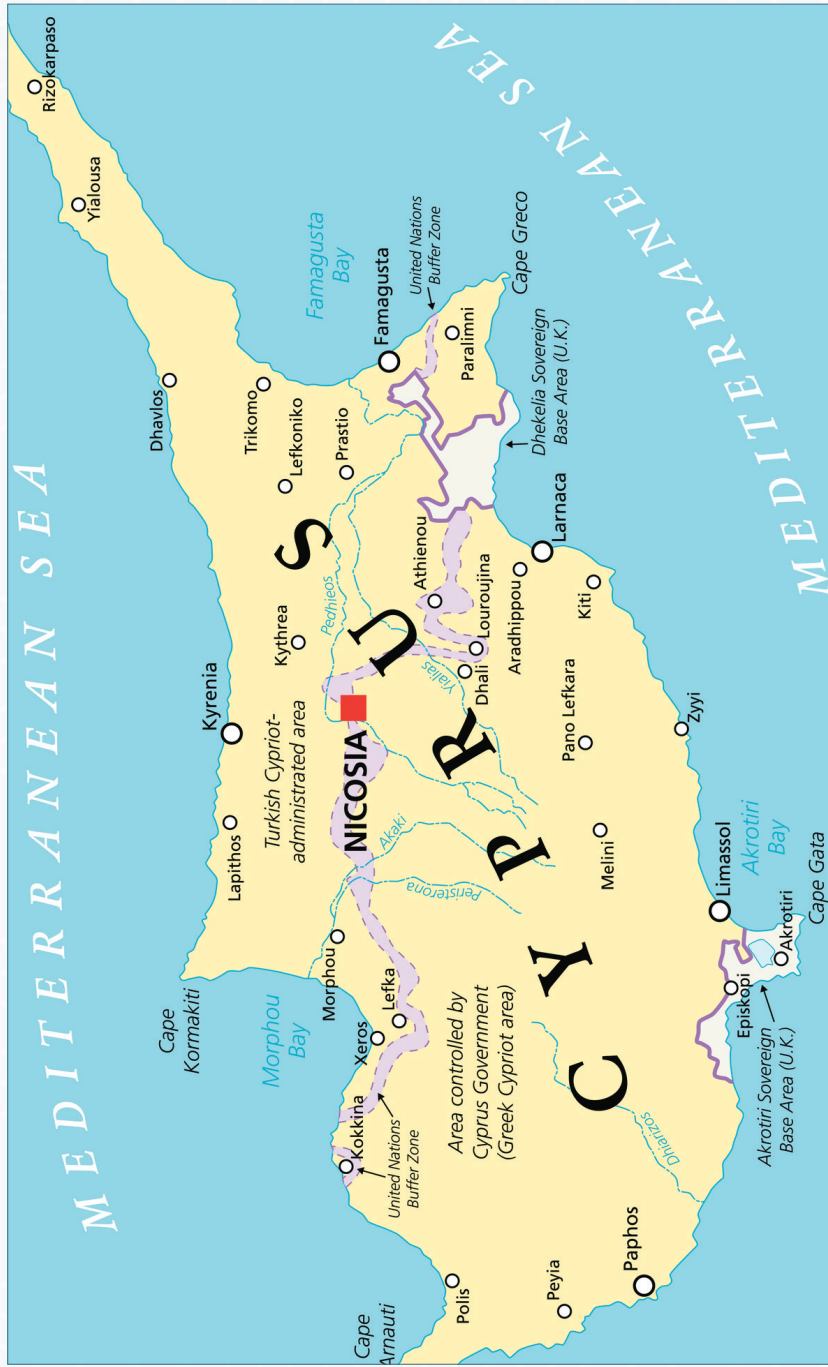 MEDITERRANEAN SEA
Rizokarpaso
Yialousa
Dhavlos
Cape
Kormakiti
Lapithos
Kyrenia
Trikomo
Lefkoniko
Famagusta
Bay
Turkish Cypriot-
administrated area
Kythrea
Prastio
Pedhieos
Morphou
Bay
Morphou
NICOSIA
Famagusta
Kokkina
Xeros
Lefka
Akaki
Peristerona
United Nations
Buffer Zone
United Nations
Buffer Zone
Paralimni
Cape Greco
Cape
Arnauti
Polis
Area controlled by
Cyprus Government
(Greek Cypriot area)
Athienou
Yialias
Dhali
Louroujina
Dhekelia Sovereign
Base Area (U.K.)
CYPRUS
Aradhippou
Larnaca
Peyia
Pano Lefkara
Kiti
Melini
Dhiarizos
Paphos
Zyyi
Limassol
Episkopi
Akrotiri
Bay
Akrotiri
Cape Gata
Akrotiri Sovereign
Base Area (U.K.)
MEDITERRANEAN SEA